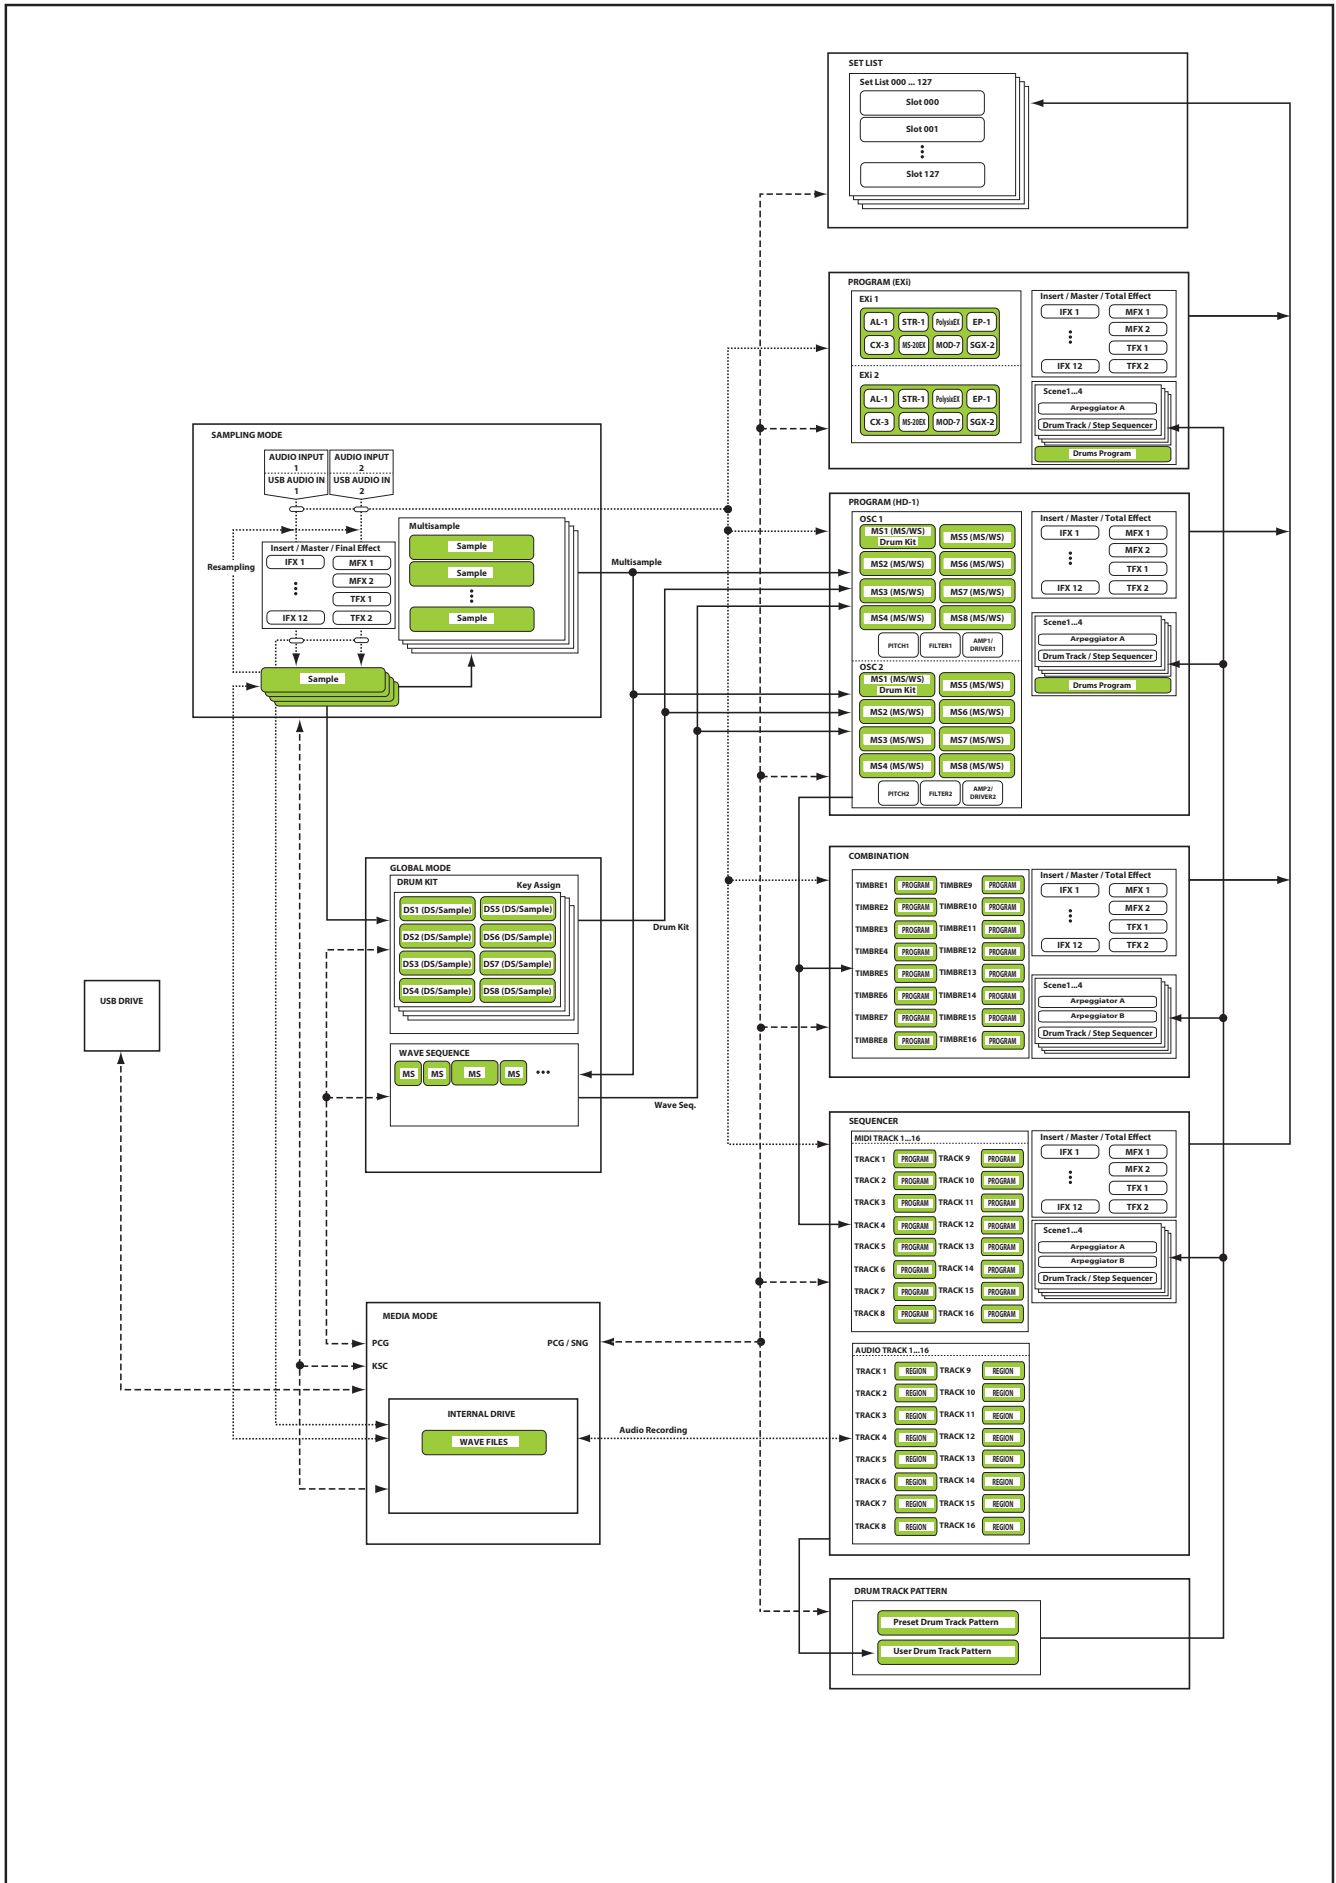 SET LIST
Set List 000 ... 127
Slot 000
Slot 001
Slot 127
PROGRAM (EXi)
EXi 1
AL-1 STR-1 PolysixEX EP-1
CX-3 MS-20EX MOD-7 SGX-2
EXi 2
AL-1 STR-1 PolysixEX EP-1
CX-3 MS-20EX MOD-7 SGX-2
Insert / Master / Total Effect
IFX 1 MFX 1
MFX 2
TFX 1
IFX 12 TFX 2
Scene1...4
Arpeggiator A
Drum Track / Step Sequencer
Drums Program
SAMPLING MODE
AUDIO INPUT 1
AUDIO INPUT 2
USB AUDIO IN 1
USB AUDIO IN 2
Resampling
Insert / Master / Final Effect
IFX 1 MFX 1
MFX 2
TFX 1
IFX 12 TFX 2
Sample
Multisample
Sample
Sample
Sample
Multisample
PROGRAM (HD-1)
OSC 1
MS1 (MS/WS) Drum Kit MS5 (MS/WS)
MS2 (MS/WS) MS6 (MS/WS)
MS3 (MS/WS) MS7 (MS/WS)
MS4 (MS/WS) MS8 (MS/WS)
PITCH1 FILTER1 AMP1/ DRIVER1
OSC 2
MS1 (MS/WS) Drum Kit MS5 (MS/WS)
MS2 (MS/WS) MS6 (MS/WS)
MS3 (MS/WS) MS7 (MS/WS)
MS4 (MS/WS) MS8 (MS/WS)
PITCH2 FILTER2 AMP2/ DRIVER2
Insert / Master / Total Effect
IFX 1 MFX 1
MFX 2
TFX 1
IFX 12 TFX 2
Scene1...4
Arpeggiator A
Drum Track / Step Sequencer
Drums Program
GLOBAL MODE
DRUM KIT Key Assign
DS1 (DS/Sample) DS5 (DS/Sample)
DS2 (DS/Sample) DS6 (DS/Sample)
DS3 (DS/Sample) DS7 (DS/Sample)
DS4 (DS/Sample) DS8 (DS/Sample)
Drum Kit
WAVE SEQUENCE
MS MS MS MS
Wave Seq.
COMBINATION
TIMBRE1 PROGRAM TIMBRE9 PROGRAM
TIMBRE2 PROGRAM TIMBRE10 PROGRAM
TIMBRE3 PROGRAM TIMBRE11 PROGRAM
TIMBRE4 PROGRAM TIMBRE12 PROGRAM
TIMBRE5 PROGRAM TIMBRE13 PROGRAM
TIMBRE6 PROGRAM TIMBRE14 PROGRAM
TIMBRE7 PROGRAM TIMBRE15 PROGRAM
TIMBRE8 PROGRAM TIMBRE16 PROGRAM
Insert / Master / Total Effect
IFX 1 MFX 1
MFX 2
TFX 1
IFX 12 TFX 2
Scene1...4
Arpeggiator A
Arpeggiator B
Drum Track / Step Sequencer
USB DRIVE
SEQUENCER
MIDI TRACK 1...16
TRACK 1 PROGRAM TRACK 9 PROGRAM
TRACK 2 PROGRAM TRACK 10 PROGRAM
TRACK 3 PROGRAM TRACK 11 PROGRAM
TRACK 4 PROGRAM TRACK 12 PROGRAM
TRACK 5 PROGRAM TRACK 13 PROGRAM
TRACK 6 PROGRAM TRACK 14 PROGRAM
TRACK 7 PROGRAM TRACK 15 PROGRAM
TRACK 8 PROGRAM TRACK 16 PROGRAM
Insert / Master / Total Effect
IFX 1 MFX 1
MFX 2
TFX 1
IFX 12 TFX 2
Scene1...4
Arpeggiator A
Arpeggiator B
Drum Track / Step Sequencer
AUDIO TRACK 1...16
TRACK 1 REGION TRACK 9 REGION
TRACK 2 REGION TRACK 10 REGION
TRACK 3 REGION TRACK 11 REGION
TRACK 4 REGION TRACK 12 REGION
TRACK 5 REGION TRACK 13 REGION
TRACK 6 REGION TRACK 14 REGION
TRACK 7 REGION TRACK 15 REGION
TRACK 8 REGION TRACK 16 REGION
MEDIA MODE
PCG PCG / SNG
KSC
INTERNAL DRIVE
WAVE FILES
Audio Recording
DRUM TRACK PATTERN
Preset Drum Track Pattern
User Drum Track Pattern